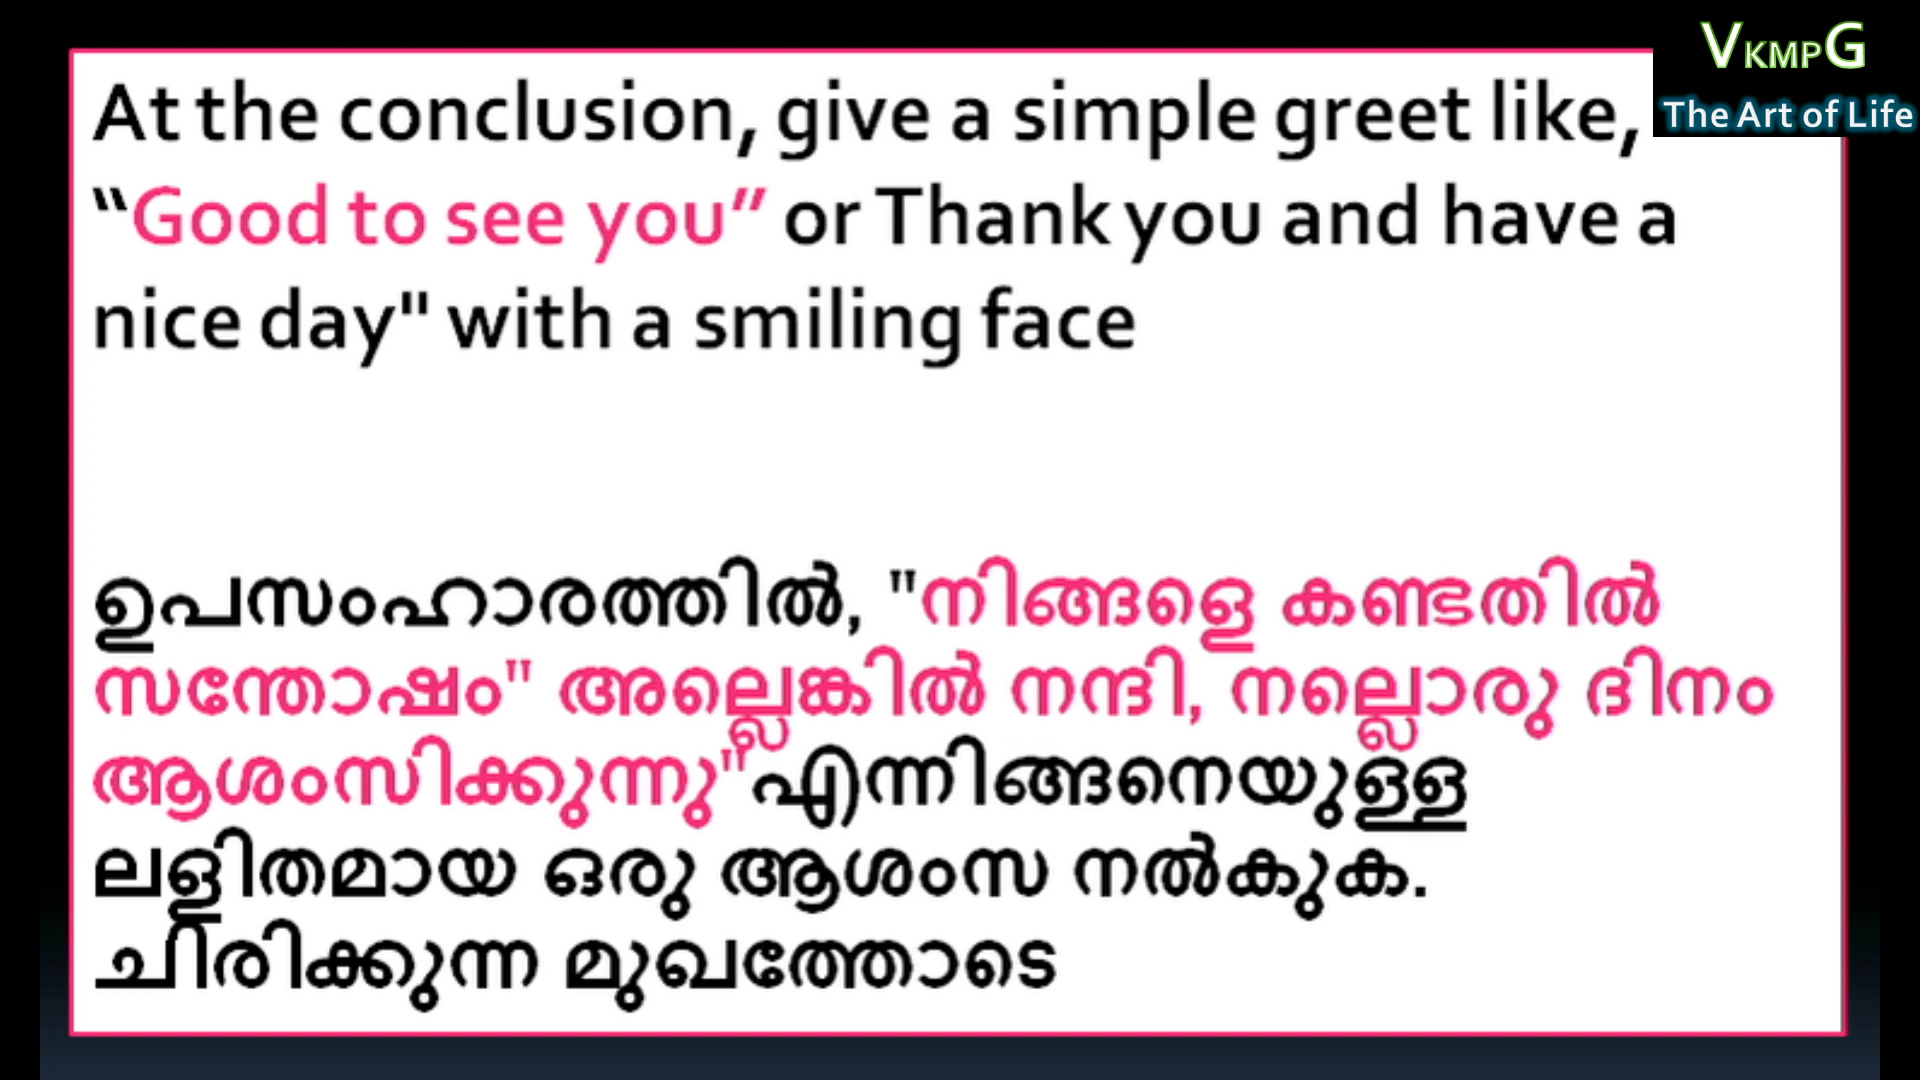 VKMPG
The Art of Life
At the conclusion, give a simple greet like,
“Good to see you” or Thank you and have a
nice day" with a smiling face
ഉപസംഹാരത്തിൽ, "നിങ്ങളെ കണ്ടതിൽ
സന്തോഷം" അല്ലെങ്കിൽ നന്ദി, നല്ലൊരു ദിനം
ആശംസിക്കുന്നു"എന്നിങ്ങനെയുള്ള
ലളിതമായ ഒരു ആശംസ നൽകുക.
ചിരിക്കുന്ന മുഖത്തോടെ